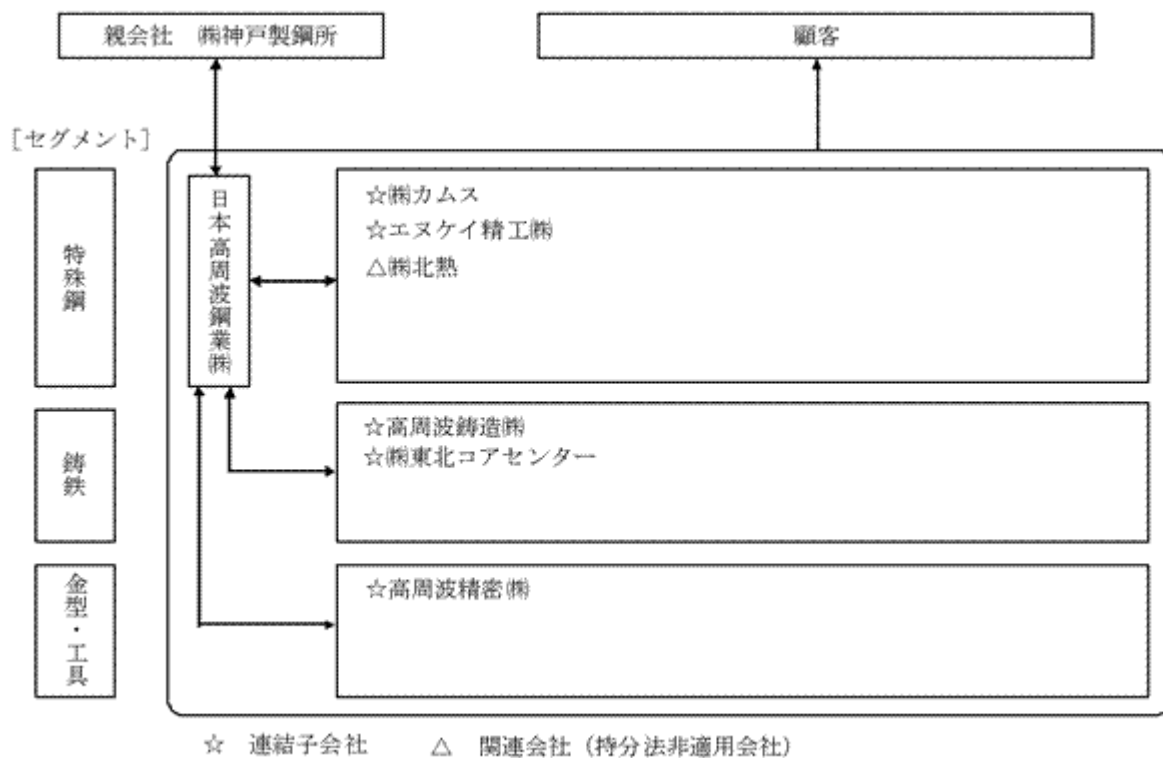 親会社 ㈱神戸製鋼所
顧客
[セグメント]
特殊鋼
日本高周波鋼業㈱
☆㈱カムス
☆エヌケイ精工㈱
△㈱北熱
鋳鉄
☆高周波鋳造㈱
☆㈱東北コアセンター
金型・工具
☆高周波精密㈱
☆ 連結子会社 △ 関連会社（持分法非適用会社）